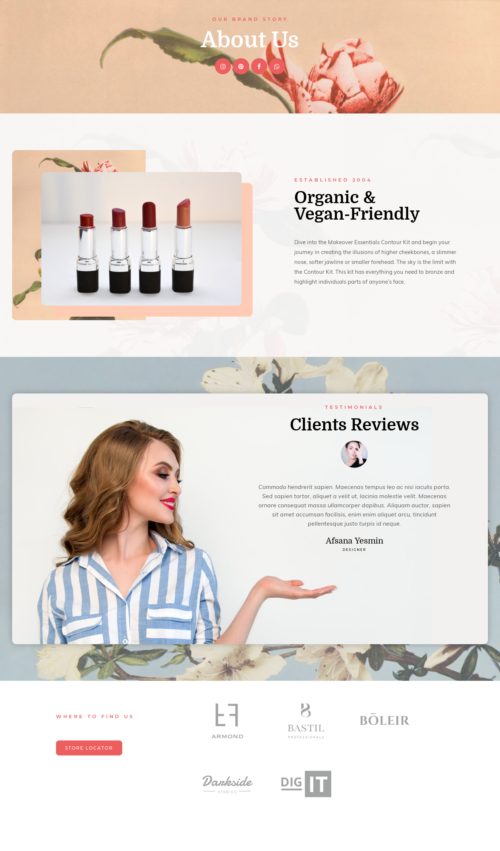 OUR BRAND STORY
About Us
ESTABLISHED 2004
Organic &
Vegan-Friendly
Dive into the Makeover Essentials Contour Kit and begin your
journey in creating the illusions of higher cheekbones, a slimmer
nose, softer jawline or smaller forehead. The sky is the limit with
the Contour Kit. This kit has everything you need to bronze and
highlight individuals parts of anyone's face.
TESTIMONIALS
Clients Reviews
Commodo hendrerit sapien. Maecenas tempus leo ac nisi iaculis porta.
Sed sapien tortor, aliquet a velit ut, lacinia molestie velit. Maecenas
ornare consequat massa ullamcorper dapibus. Aliquam auctor, sapien
sit amet accumsan facilisis, enim enim aliquet arcu, tincidunt
pellentesque justo turpis id neque.
Afsana Yesmin
DESIGNER
WHERE TO FIND US
STORE LOCATOR
ARMOND
BASTIL
PROFESSIONALS
BÖLEIR
Darkside
DIG IT